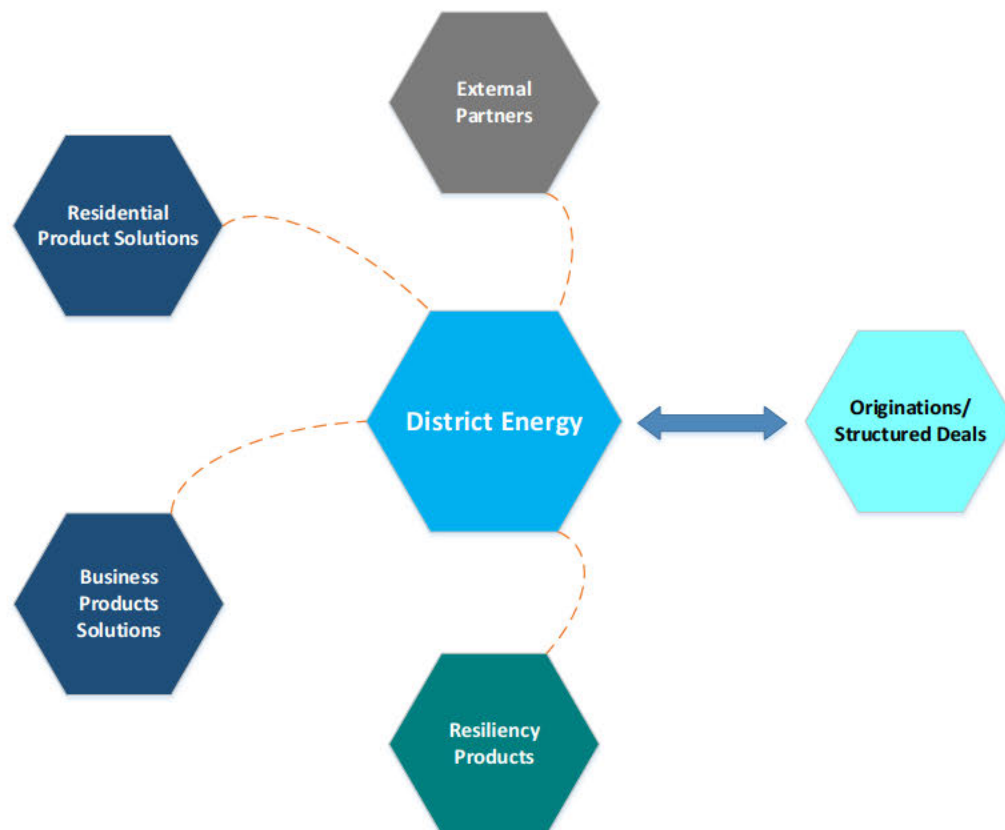 External
Partners
Residential
Product Solutions
District Energy
Originations/
Structured Deals
Business
Products
Solutions
Resiliency
Products